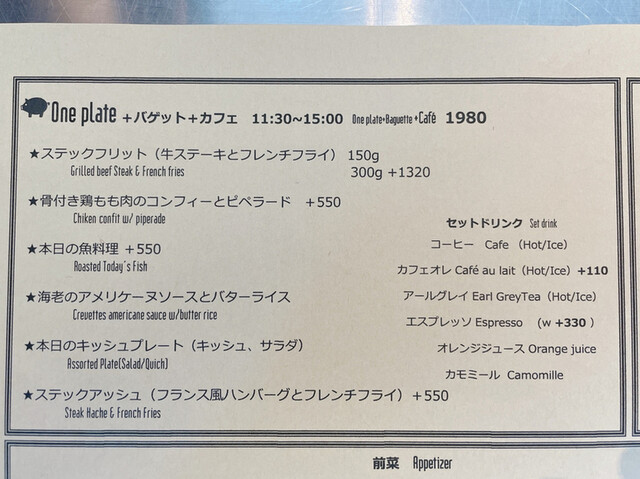 One plate +バゲット+カフェ 11:30~15:00 One plate+Baguette +Café 1980
★ステックフリット（牛ステーキとフレンチフライ） 150g
Grilled beef Steak & French fries 300g +1320
★骨付き鶏もも肉のコンフィーとピペラード +550
Chiken confit w/ piperade
★本日の魚料理 +550
Roasted Today's Fish
★海老のアメリケーヌソースとバターライス
Crevettes americane sauce w/butter rice
★本日のキッシュプレート（キッシュ、サラダ）
Assorted Plate(Salad/Quich)
★ステックアッシュ（フランス風ハンバーグとフレンチフライ）+550
Steak Hache & French Fries
セットドリンク Set drink
コーヒー Cafe （Hot/Ice）
カフェオレ Café au lait（Hot/Ice）+110
アールグレイ Earl GreyTea（Hot/Ice）
エスプレッソ Espresso （w +330 ）
オレンジジュース Orange juice
カモミール Camomille
前菜 Appetizer